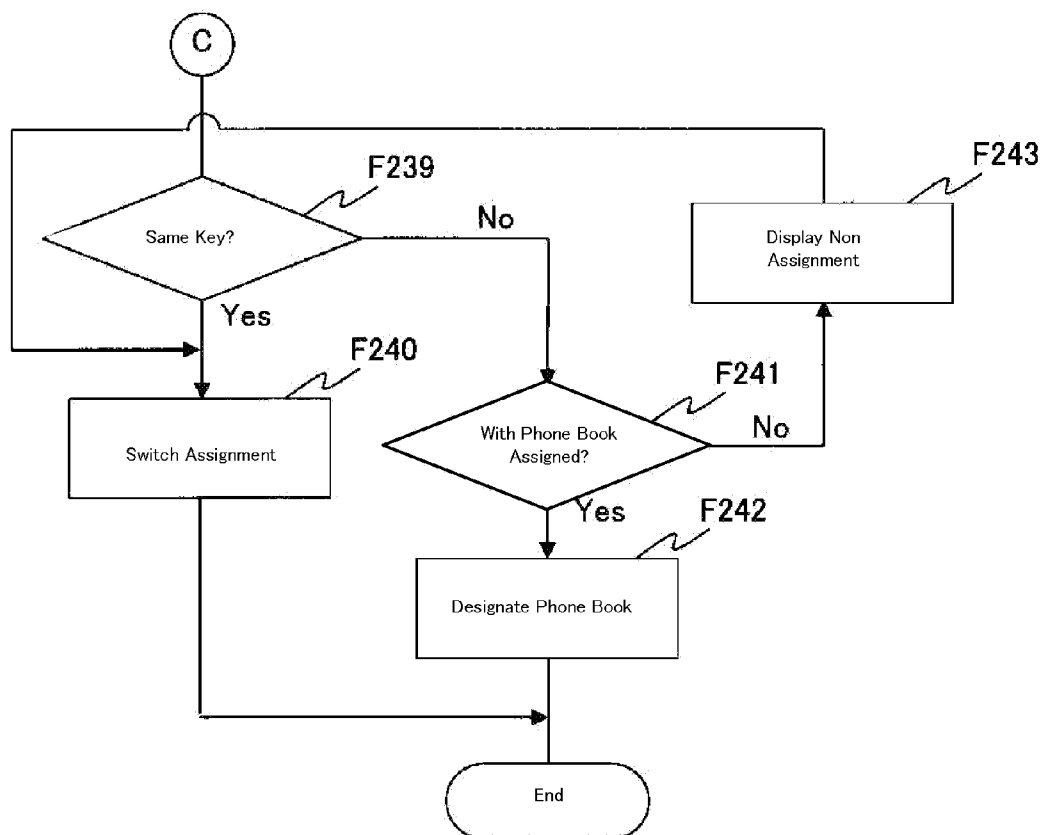 C
F239
Same Key?
No
Yes
F243
Display Non
Assignment
F240
Switch Assignment
F241
With Phone Book
Assigned?
No
Yes
F242
Designate Phone Book
End